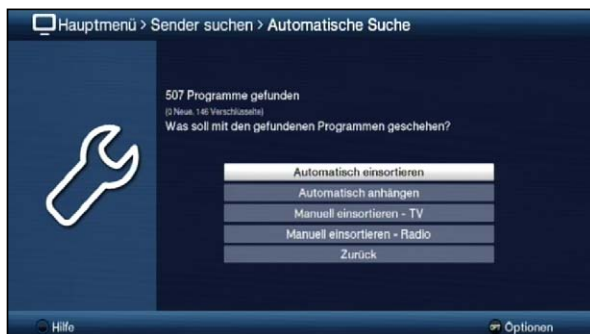 Hauptmenü > Sender suchen > Automatische Suche
507 Programme gefunden
(0 Neue, 146 Verschlüsselte)
Was soll mit den gefundenen Programmen geschehen?
Automatisch einsortieren
Automatisch anhängen
Manuell einsortieren - TV
Manuell einsortieren - Radio
Zurück
Hilfe
Optionen